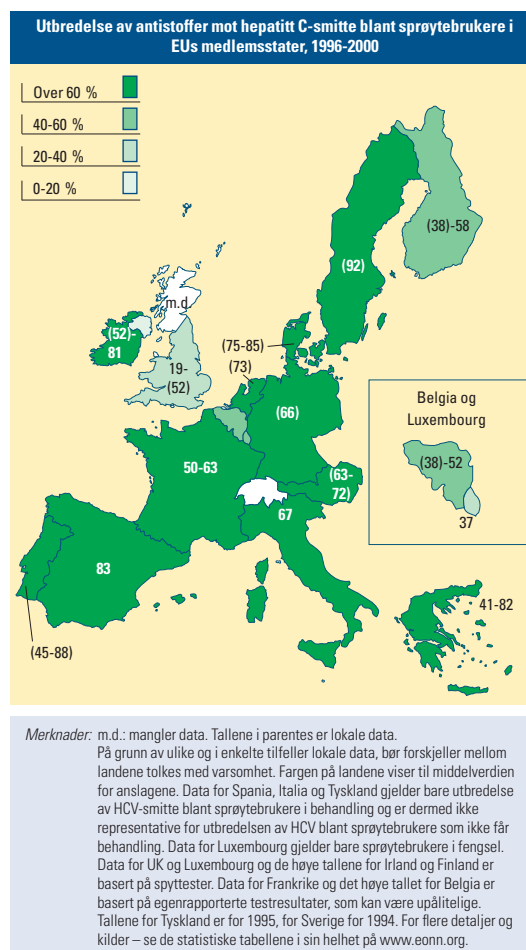 Utbredelse av antistoffer mot hepatitt C-smitte blant sprøytebrukere i
EUs medlemsstater, 1996-2000
Over 60 %
40-60 %
20-40 %
0-20 %
(38)-58
(92)
m.d.
(52)-
81
(75-85)
(73)
19-
(52)
(66)
Belgia og
Luxembourg
(38)-52
37
50-63
(63-
72)
67
83
41-82
(45-88)
Merknader: m.d.: mangler data. Tallene i parentes er lokale data.
På grunn av ulike og i enkelte tilfeller lokale data, bør forskjeller mellom
landene tolkes med varsomhet. Fargen på landene viser til middelverdien
for anslagene. Data for Spania, Italia og Tyskland gjelder bare utbredelse
av HCV-smitte blant sprøytebrukere i behandling og er dermed ikke
representative for utbredelsen av HCV blant sprøytebrukere som ikke får
behandling. Data for Luxembourg gjelder bare sprøytebrukere i fengsel.
Data for UK og Luxembourg og de høye tallene for Irland og Finland er
basert på spyttester. Data for Frankrike og det høye tallet for Belgia er
basert på egenrapporterte testresultater, som kan være upålitelige.
Tallene for Tyskland er for 1995, for Sverige for 1994. For flere detaljer og
kilder – se de statistiske tabellene i sin helhet på www.eonn.org.